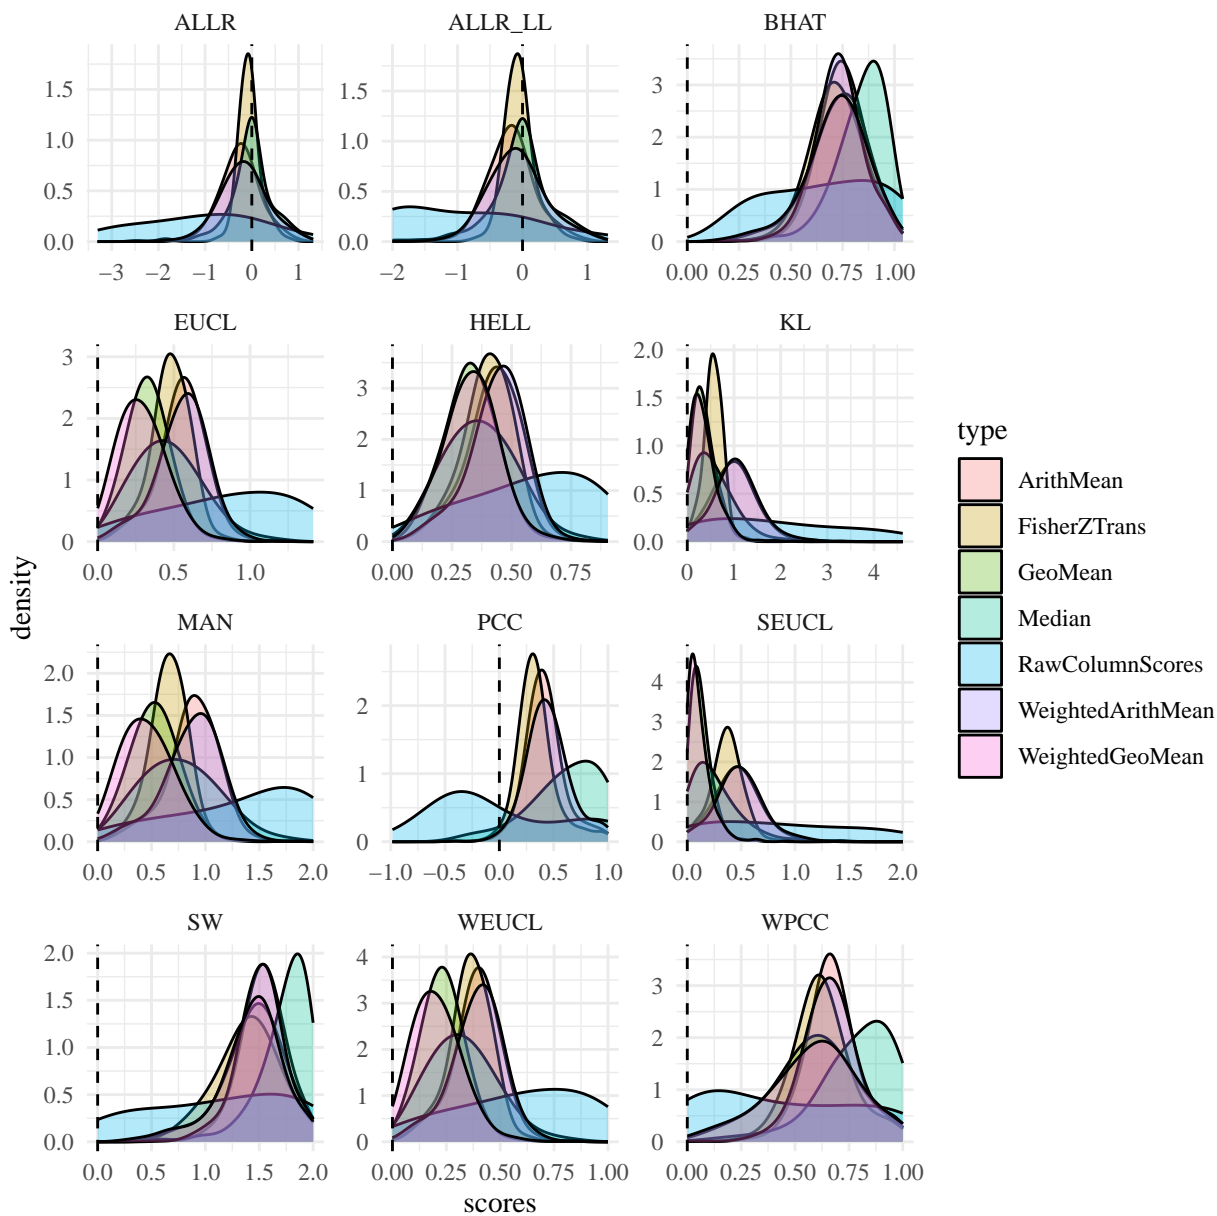 ALLR
ALLR_LL
BHAT
0.0
0.5
1.0
1.5
−3 −2 −1 0 1
0.0
0.5
1.0
1.5
−2 −1 0 1
0
1
2
3
0.00 0.25 0.50 0.75 1.00
EUCL
HELL
KL
0
1
2
3
0.0 0.5 1.0
0
1
2
3
0.00 0.25 0.50 0.75
0.0
0.5
1.0
1.5
2.0
0 1 2 3 4
MAN
PCC
SEUCL
0.0
0.5
1.0
1.5
2.0
0.0 0.5 1.0 1.5 2.0
0
1
2
−1.0 −0.5 0.0 0.5 1.0
0
1
2
3
4
0.0 0.5 1.0 1.5 2.0
SW
WEUCL
WPCC
0.0
0.5
1.0
1.5
2.0
0.0 0.5 1.0 1.5 2.0
0
1
2
3
4
0.00 0.25 0.50 0.75 1.00
0
1
2
3
0.00 0.25 0.50 0.75 1.00
density
scores
type
ArithMean
FisherZTrans
GeoMean
Median
RawColumnScores
WeightedArithMean
WeightedGeoMean